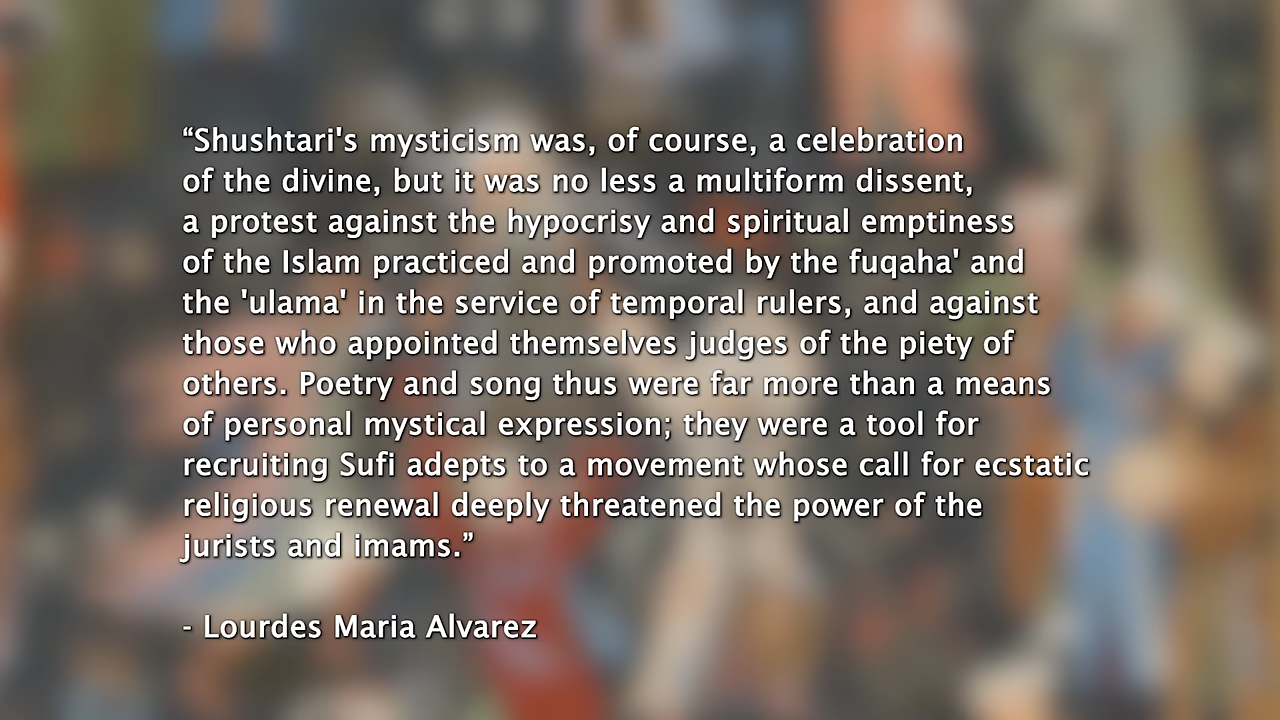 “Shushtari's mysticism was, of course, a celebration
of the divine, but it was no less a multiform dissent,
a protest against the hypocrisy and spiritual emptiness
of the Islam practiced and promoted by the fuqaha' and
the 'ulama' in the service of temporal rulers, and against
those who appointed themselves judges of the piety of
others. Poetry and song thus were far more than a means
of personal mystical expression; they were a tool for
recruiting Sufi adepts to a movement whose call for ecstatic
religious renewal deeply threatened the power of the
jurists and imams.”
- Lourdes Maria Alvarez